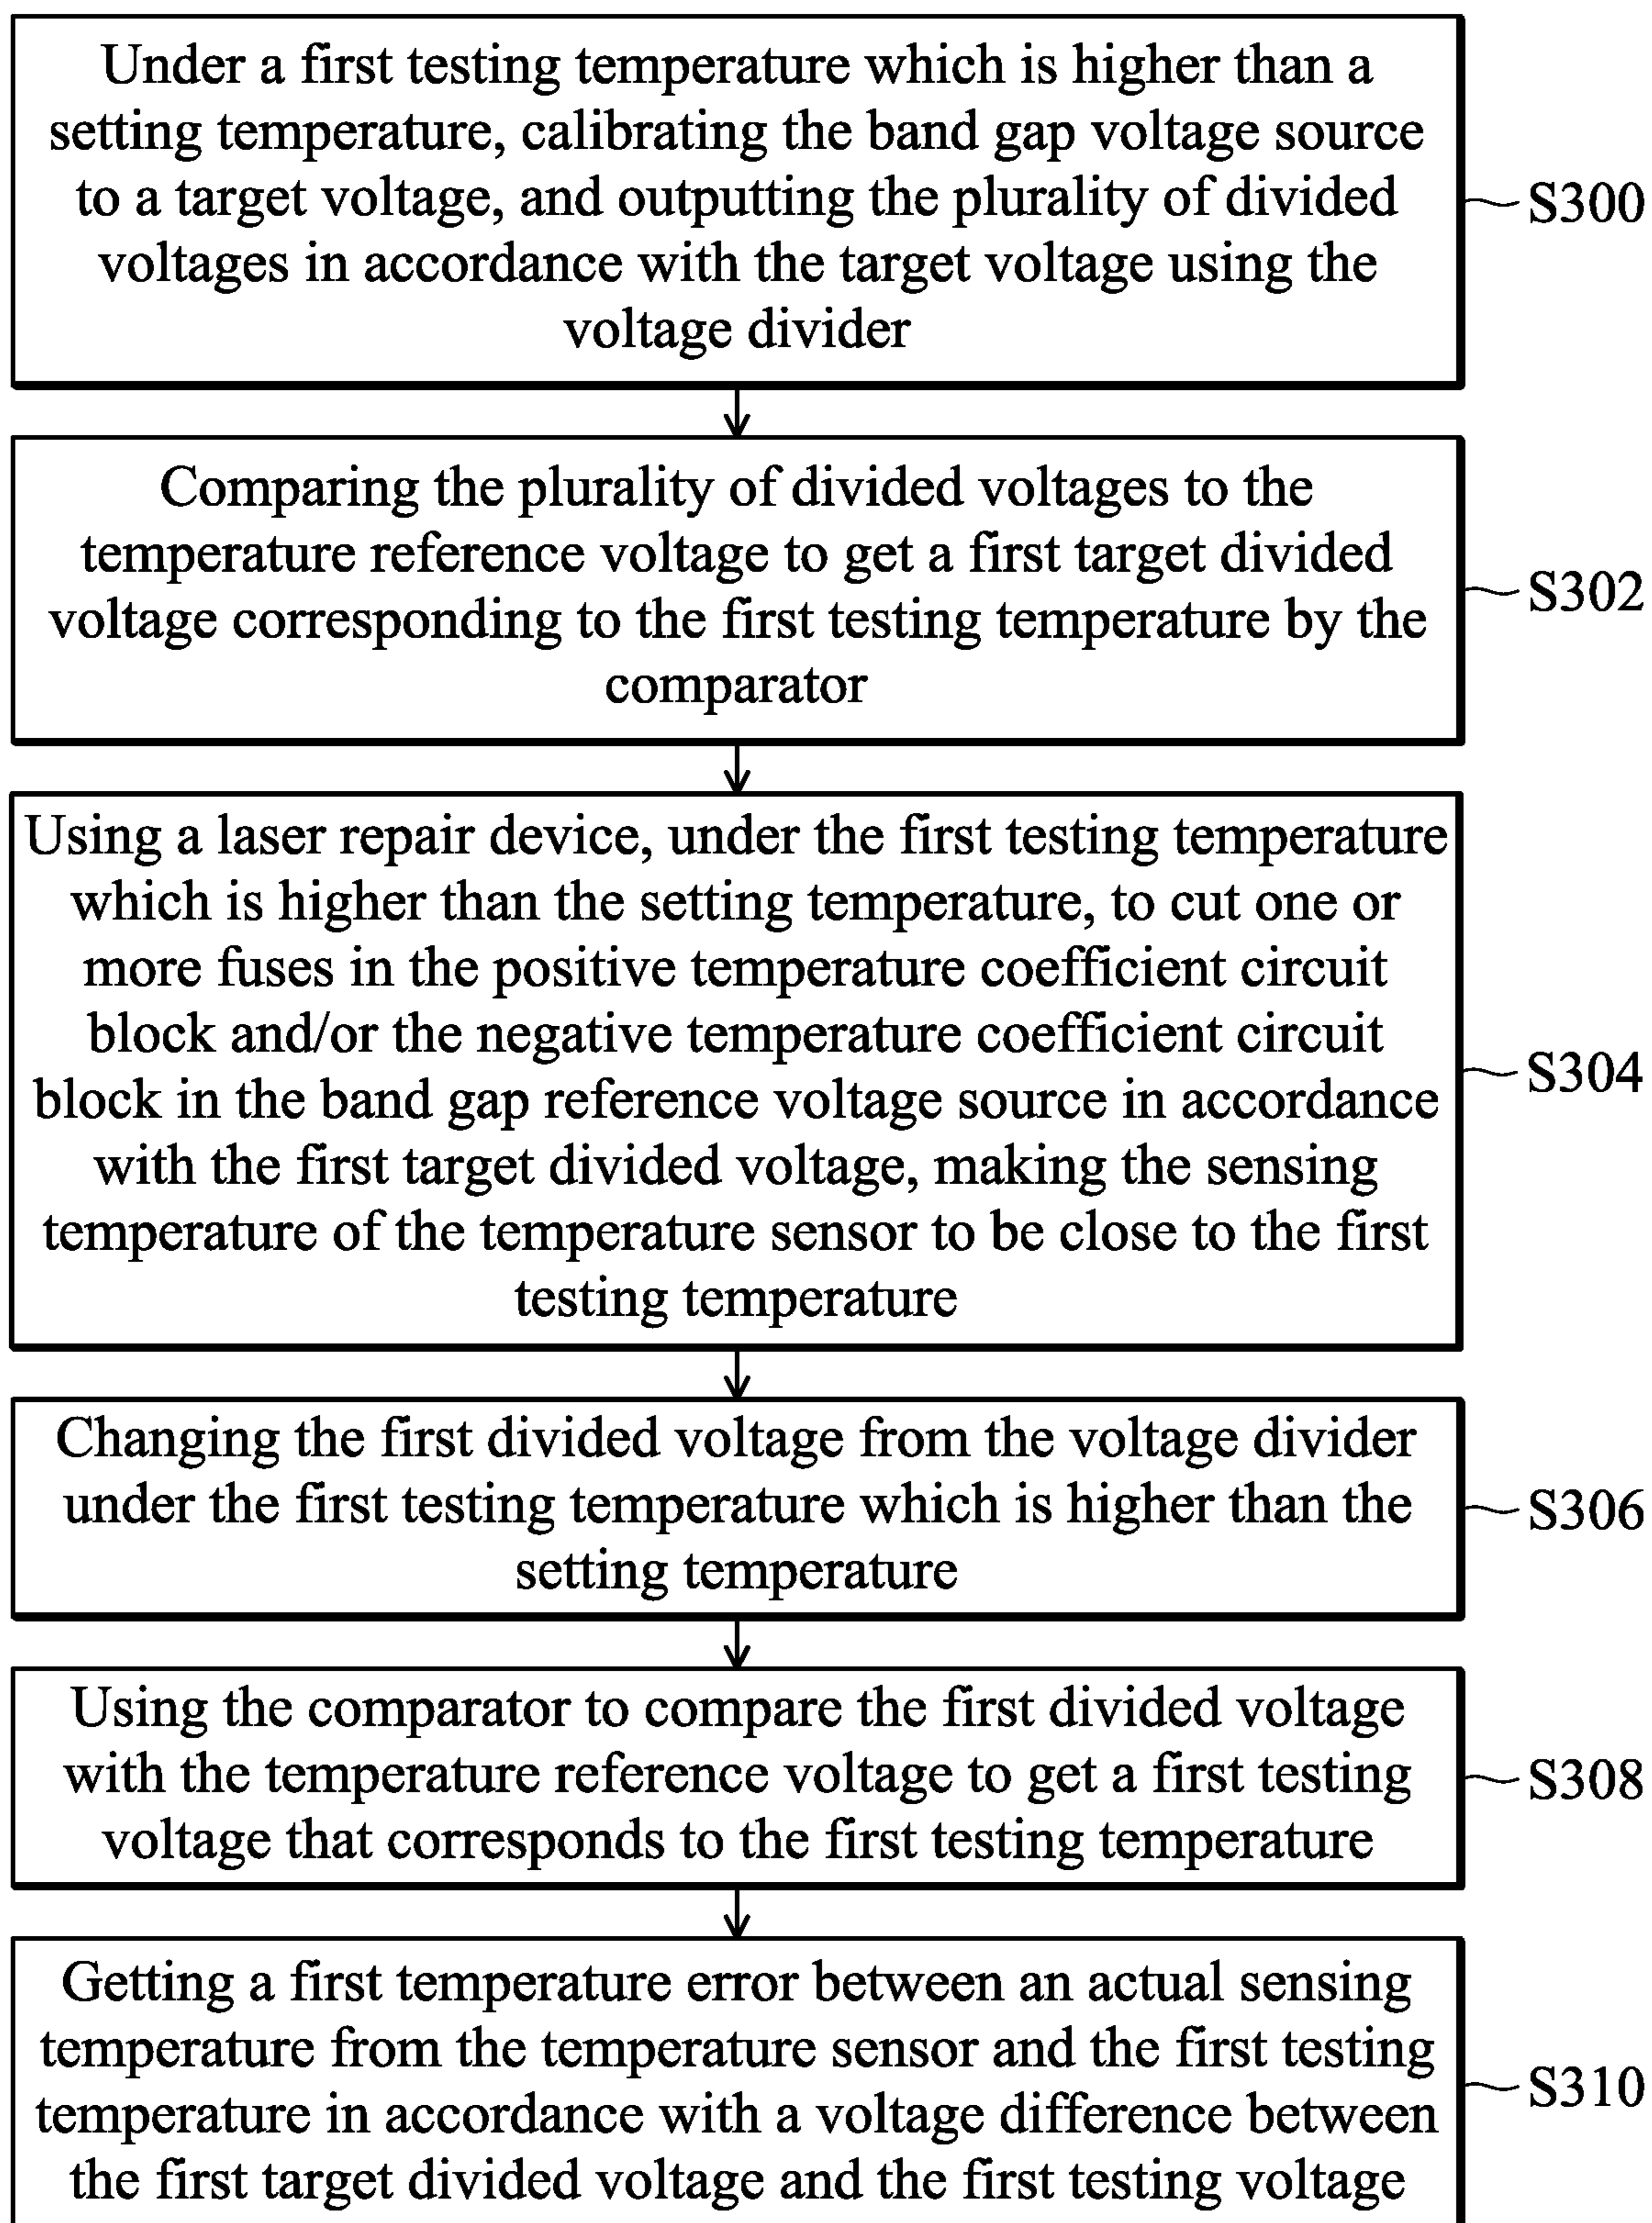 Under a first testing temperature which is higher than a
setting temperature, calibrating the band gap voltage source
to a target voltage, and outputting the plurality of divided
voltages in accordance with the target voltage using the
voltage divider
S300
Comparing the plurality of divided voltages to the
temperature reference voltage to get a first target divided
voltage corresponding to the first testing temperature by the
comparator
S302
Using a laser repair device, under the first testing temperature
which is higher than the setting temperature, to cut one or
more fuses in the positive temperature coefficient circuit
block and/or the negative temperature coefficient circuit
block in the band gap reference voltage source in accordance
with the first target divided voltage, making the sensing
temperature of the temperature sensor to be close to the first
testing temperature
S304
Changing the first divided voltage from the voltage divider
under the first testing temperature which is higher than the
setting temperature
S306
Using the comparator to compare the first divided voltage
with the temperature reference voltage to get a first testing
voltage that corresponds to the first testing temperature
S308
Getting a first temperature error between an actual sensing
temperature from the temperature sensor and the first testing
temperature in accordance with a voltage difference between
the first target divided voltage and the first testing voltage
S310